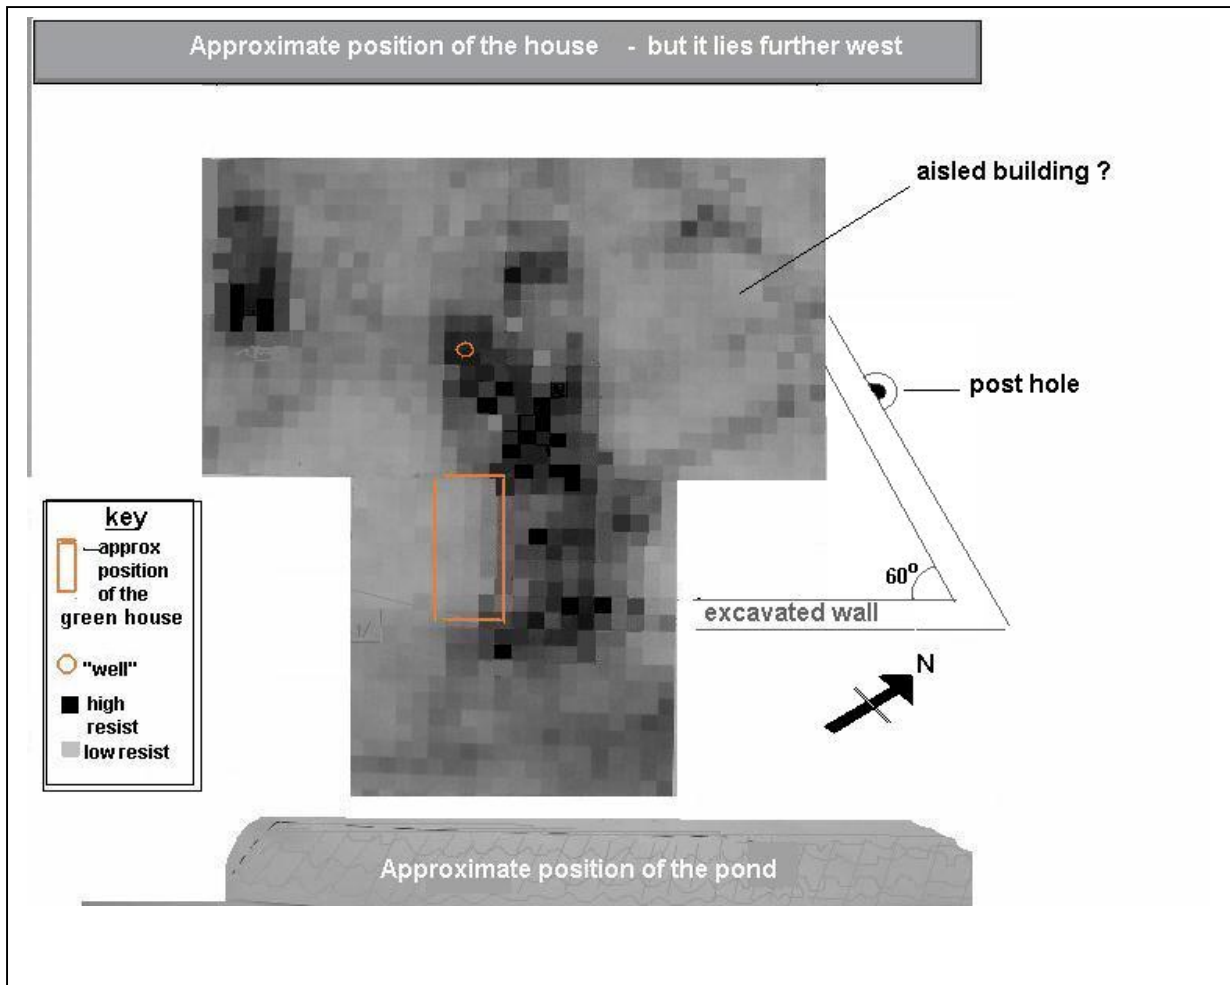 Approximate position of the house - but it lies further west
aisled building ?
post hole
key
approx
position
of the
green house
"well"
high
resist
low resist
60°
excavated wall
N
Approximate position of the pond